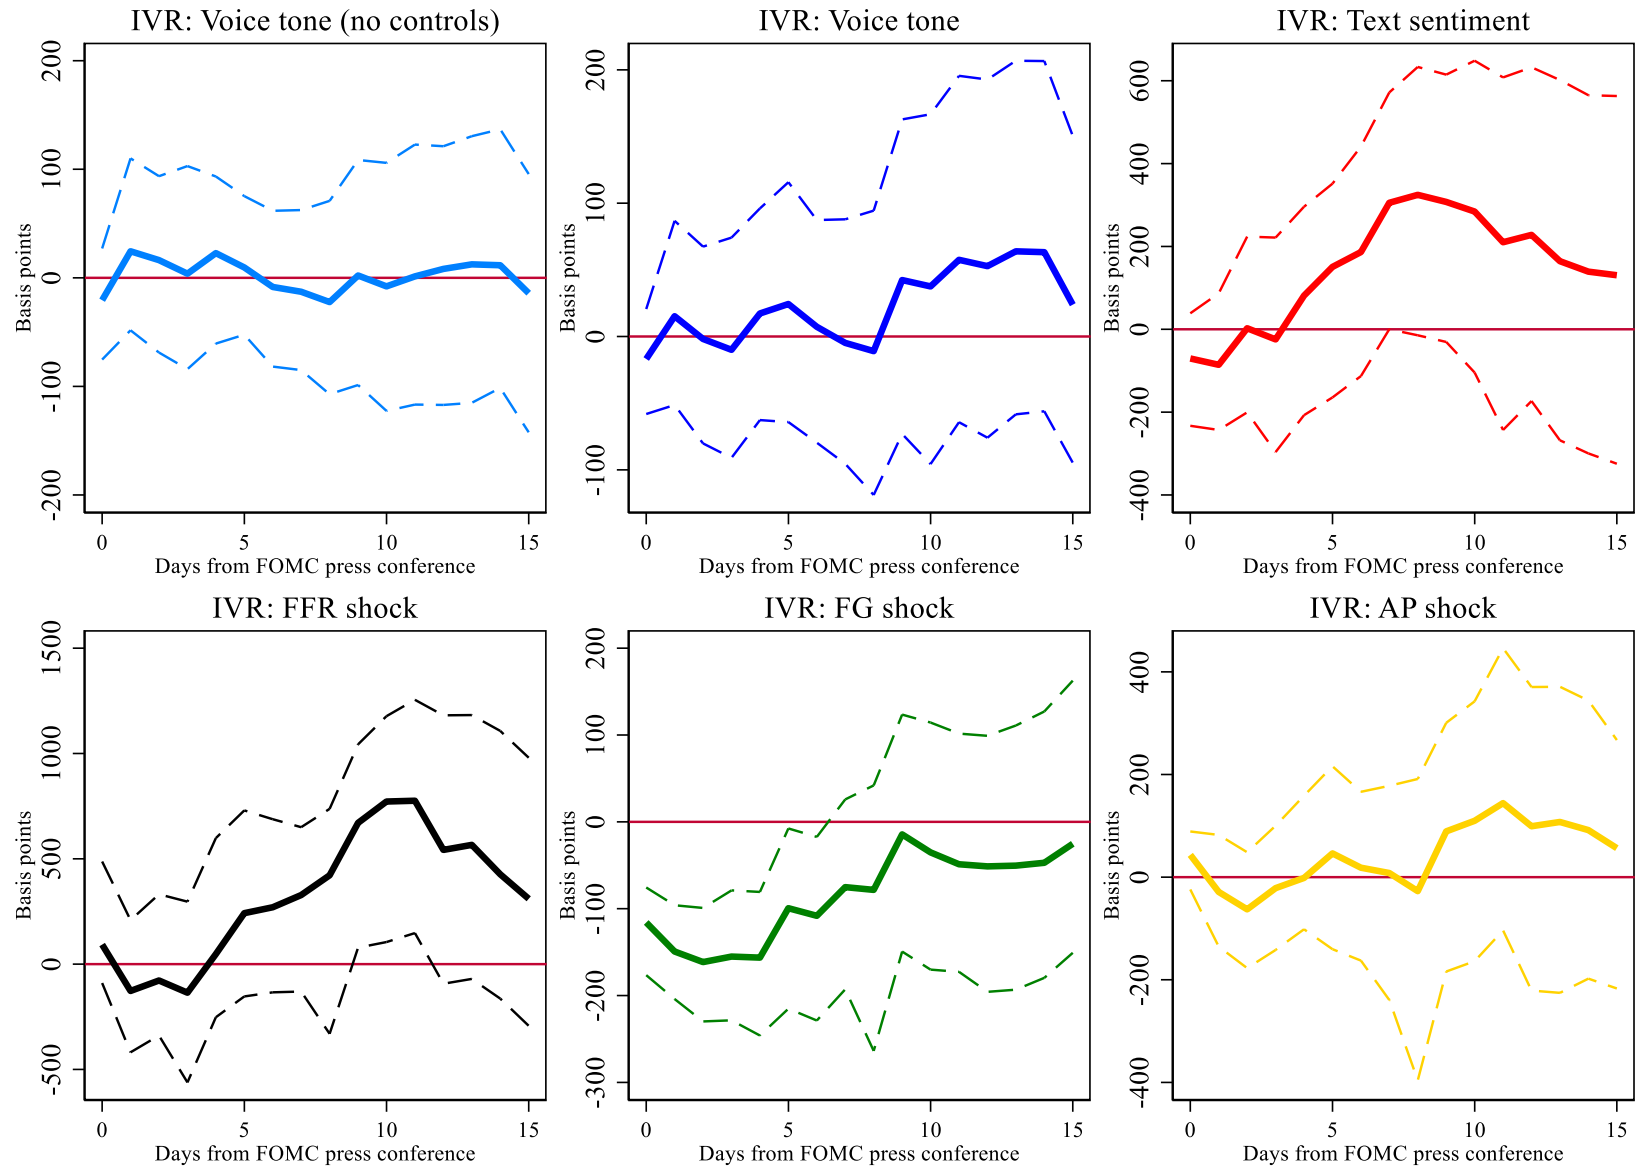 IVR: Voice tone (no controls)
200
100
0
-100
-200
Basis points
0 5 10 15
Days from FOMC press conference
IVR: Voice tone
200
100
0
-100
Basis points
0 5 10 15
Days from FOMC press conference
IVR: Text sentiment
600
400
200
0
-200
-400
Basis points
0 5 10 15
Days from FOMC press conference
IVR: FFR shock
1500
1000
500
0
-500
Basis points
0 5 10 15
Days from FOMC press conference
IVR: FG shock
200
100
0
-100
-200
-300
Basis points
0 5 10 15
Days from FOMC press conference
IVR: AP shock
400
200
0
-200
-400
Basis points
0 5 10 15
Days from FOMC press conference